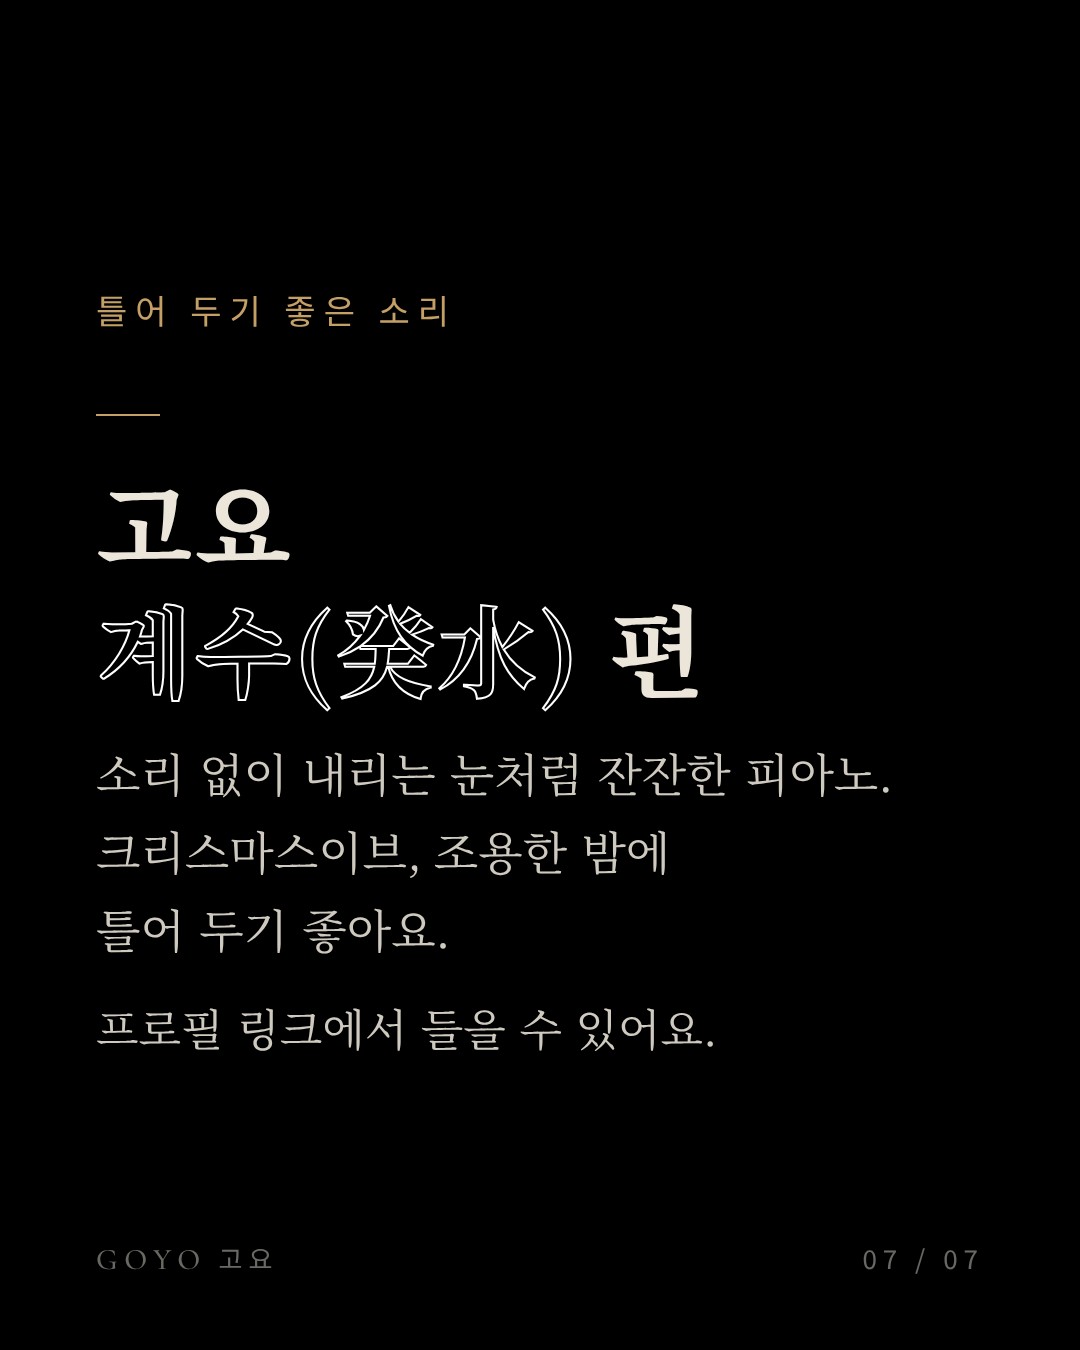 틀어 두기 좋은 소리
고요
계수(癸水) 편
소리 없이 내리는 눈처럼 잔잔한 피아노.
크리스마스이브, 조용한 밤에
틀어 두기 좋아요.
프로필 링크에서 들을 수 있어요.
GOYO 고요
07 / 07